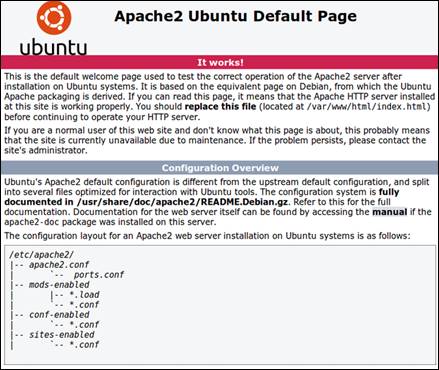 ubuntu
Apache2 Ubuntu Default Page
It works!
This is the default welcome page used to test the correct operation of the Apache2 server after
installation on Ubuntu systems. It is based on the equivalent page on Debian, from which the Ubuntu
Apache packaging is derived. If you can read this page, it means that the Apache HTTP server installed
at this site is working properly. You should replace this file (located at /var/www/html/index.html)
before continuing to operate your HTTP server.
If you are a normal user of this web site and don't know what this page is about, this probably means
that the site is currently unavailable due to maintenance. If the problem persists, please contact the
site's administrator.
Configuration Overview
Ubuntu's Apache2 default configuration is different from the upstream default configuration, and split
into several files optimized for interaction with Ubuntu tools. The configuration system is fully
documented in /usr/share/doc/apache2/README.Debian.gz. Refer to this for the full
documentation. Documentation for the web server itself can be found by accessing the manual if the
apache2-doc package was installed on this server.
The configuration layout for an Apache2 web server installation on Ubuntu systems is as follows:
/etc/apache2/
|-- apache2.conf
|       `--  ports.conf
|-- mods-enabled
|       |-- *.load
|       `-- *.conf
|-- conf-enabled
|       `-- *.conf
|-- sites-enabled
|       `-- *.conf